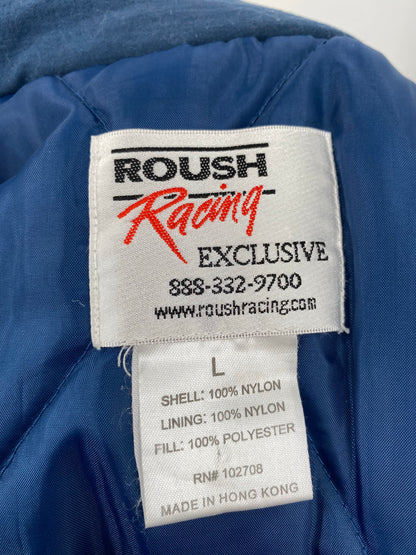 ROUSH
Racing
EXCLUSIVE
888-332-9700
www.roushracing.com
L
SHELL: 100% NYLON
LINING: 100% NYLON
FILL: 100% POLYESTER
RN# 102708
MADE IN HONG KONG